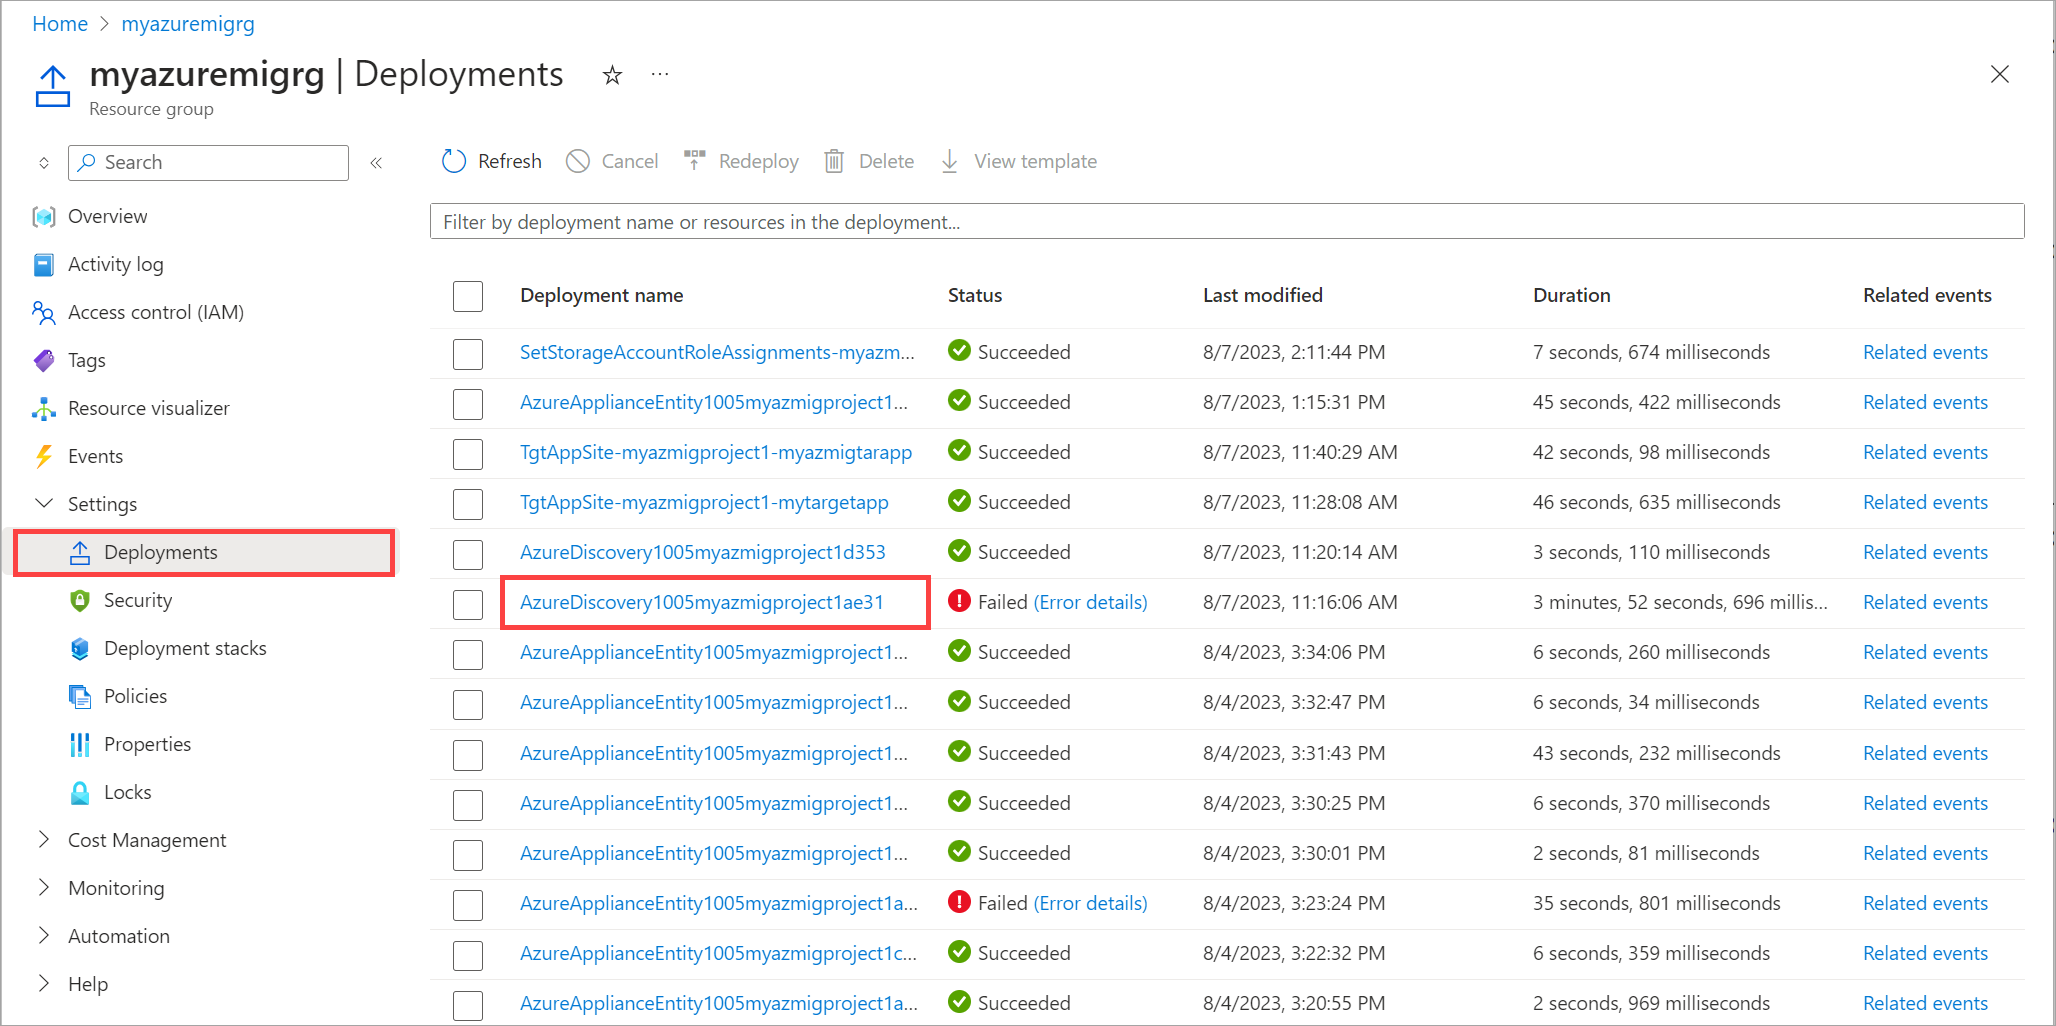 Home > myazuremigrg
myazuremigrg | Deployments
Resource group
Search
Refresh Cancel Redeploy Delete View template
Filter by deployment name or resources in the deployment...
Overview
Activity log
Access control (IAM)
Tags
Resource visualizer
Events
Settings
Deployments
Security
Deployment stacks
Policies
Properties
Locks
Cost Management
Monitoring
Automation
Help
Deployment name Status Last modified Duration Related events
SetStorageAccountRoleAssignments-myazm... Succeeded 8/7/2023, 2:11:44 PM 7 seconds, 674 milliseconds Related events
AzureApplianceEntity1005myazmigproject1... Succeeded 8/7/2023, 1:15:31 PM 45 seconds, 422 milliseconds Related events
TgtAppSite-myazmigproject1-myazmigtarapp Succeeded 8/7/2023, 11:40:29 AM 42 seconds, 98 milliseconds Related events
TgtAppSite-myazmigproject1-mytargetapp Succeeded 8/7/2023, 11:28:08 AM 46 seconds, 635 milliseconds Related events
AzureDiscovery1005myazmigproject1d353 Succeeded 8/7/2023, 11:20:14 AM 3 seconds, 110 milliseconds Related events
AzureDiscovery1005myazmigproject1ae31 Failed (Error details) 8/7/2023, 11:16:06 AM 3 minutes, 52 seconds, 696 millis... Related events
AzureApplianceEntity1005myazmigproject1... Succeeded 8/4/2023, 3:34:06 PM 6 seconds, 260 milliseconds Related events
AzureApplianceEntity1005myazmigproject1... Succeeded 8/4/2023, 3:32:47 PM 6 seconds, 34 milliseconds Related events
AzureApplianceEntity1005myazmigproject1... Succeeded 8/4/2023, 3:31:43 PM 43 seconds, 232 milliseconds Related events
AzureApplianceEntity1005myazmigproject1... Succeeded 8/4/2023, 3:30:25 PM 6 seconds, 370 milliseconds Related events
AzureApplianceEntity1005myazmigproject1... Succeeded 8/4/2023, 3:30:01 PM 2 seconds, 81 milliseconds Related events
AzureApplianceEntity1005myazmigproject1a... Failed (Error details) 8/4/2023, 3:23:24 PM 35 seconds, 801 milliseconds Related events
AzureApplianceEntity1005myazmigproject1c... Succeeded 8/4/2023, 3:22:32 PM 6 seconds, 359 milliseconds Related events
AzureApplianceEntity1005myazmigproject1a... Succeeded 8/4/2023, 3:20:55 PM 2 seconds, 969 milliseconds Related events